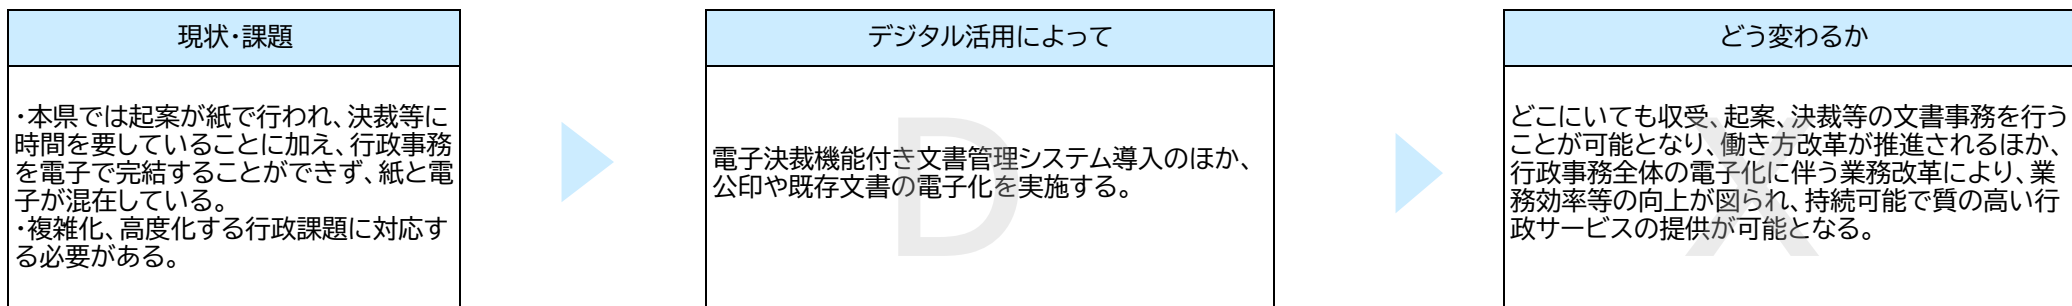 現状・課題
・本県では起案が紙で行われ、決裁等に
時間を要していることに加え、行政事務
を電子で完結することができず、紙と電
子が混在している。
・複雑化、高度化する行政課題に対応す
る必要がある。
デジタル活用によって
D
電子決裁機能付き文書管理システム導入のほか、
公印や既存文書の電子化を実施する。
どう変わるか
X
どこにいても収受、起案、決裁等の文書事務を行う
ことが可能となり、働き方改革が推進されるほか、
行政事務全体の電子化に伴う業務改革により、業
務効率等の向上が図られ、持続可能で質の高い行
政サービスの提供が可能となる。